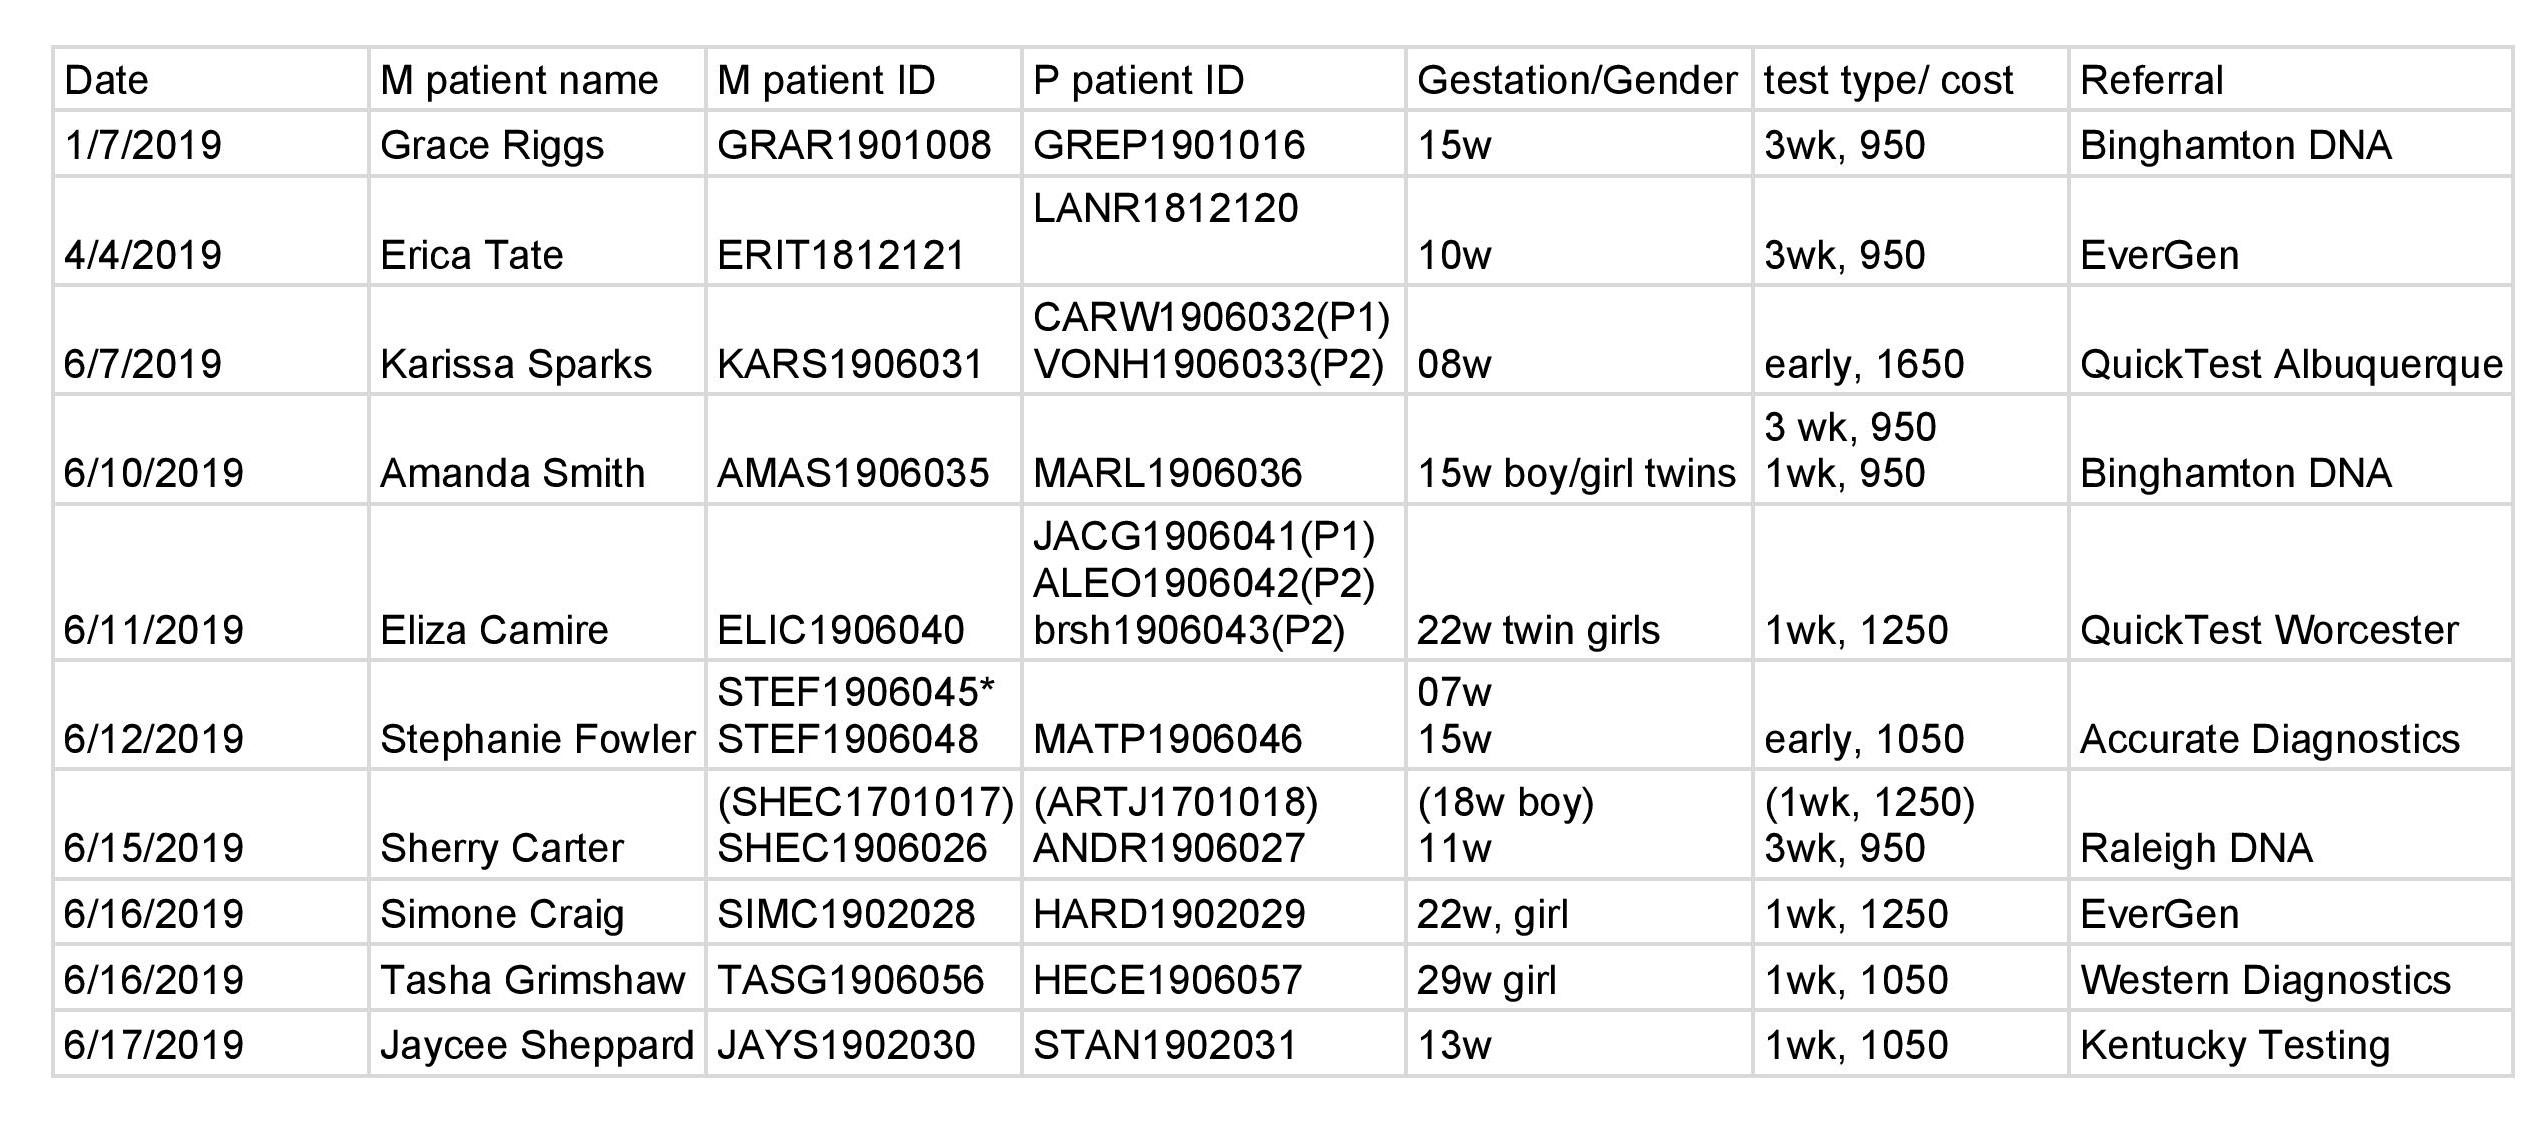 Date M patient name M patient ID P patient ID Gestation/Gender test type/ cost Referral
1/7/2019 Grace Riggs GRAR1901008 GREP1901016 15w 3wk, 950 Binghamton DNA
LANR1812120
4/4/2019 Erica Tate ERIT1812121 10w 3wk, 950 EverGen
CARW1906032(P1)
6/7/2019 Karissa Sparks KARS1906031 VONH1906033(P2) 08w early, 1650 QuickTest Albuquerque
3 wk, 950
6/10/2019 Amanda Smith AMAS1906035 MARL1906036 15w boy/girl twins 1wk, 950 Binghamton DNA
JACG1906041(P1)
ALEO1906042(P2)
6/11/2019 Eliza Camire ELIC1906040 brsh1906043(P2) 22w twin girls 1wk, 1250 QuickTest Worcester
STEF1906045* 07w
6/12/2019 Stephanie Fowler STEF1906048 MATP1906046 15w early, 1050 Accurate Diagnostics
(SHEC1701017) (ARTJ1701018) (18w boy) (1wk, 1250)
6/15/2019 Sherry Carter SHEC1906026 ANDR1906027 11w 3wk, 950 Raleigh DNA
6/16/2019 Simone Craig SIMC1902028 HARD1902029 22w, girl 1wk, 1250 EverGen
6/16/2019 Tasha Grimshaw TASG1906056 HECE1906057 29w girl 1wk, 1050 Western Diagnostics
6/17/2019 Jaycee Sheppard JAYS1902030 STAN1902031 13w 1wk, 1050 Kentucky Testing